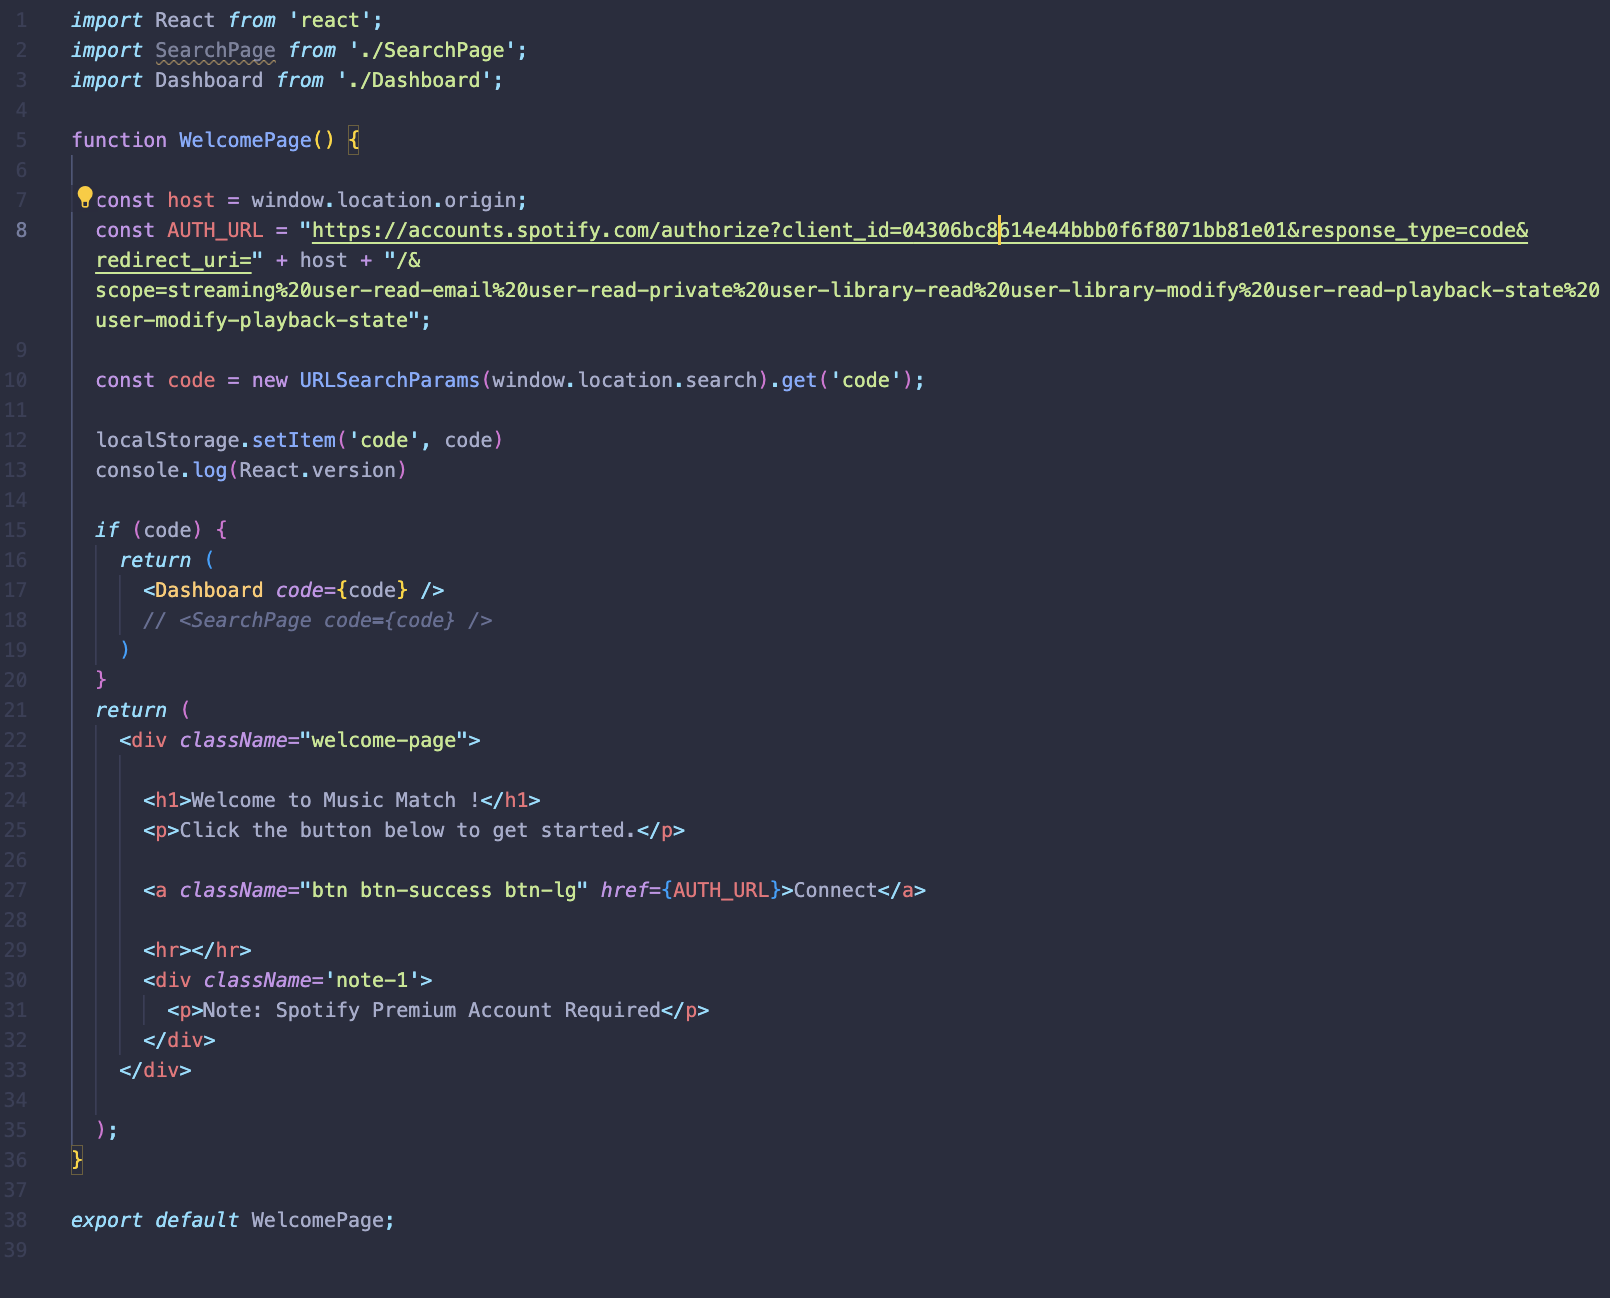 1 import React from 'react';
2 import SearchPage from './SearchPage';
3 import Dashboard from './Dashboard';
4
5 function WelcomePage() {
6
7 const host = window.location.origin;
8 const AUTH_URL = "https://accounts.spotify.com/authorize?client_id=04306bc8614e44bbb0f6f8071bb81e01&response_type=code&
redirect_uri=" + host + "/&
scope=streaming%20user-read-email%20user-read-private%20user-library-read%20user-library-modify%20user-read-playback-state%20
user-modify-playback-state";
9
10 const code = new URLSearchParams(window.location.search).get('code');
11
12 localStorage.setItem('code', code)
13 console.log(React.version)
14
15 if (code) {
16 return (
17 <Dashboard code={code} />
18 // <SearchPage code={code} />
19 )
20 }
21 return (
22 <div className="welcome-page">
23
24 <h1>Welcome to Music Match !</h1>
25 <p>Click the button below to get started.</p>
26
27 <a className="btn btn-success btn-lg" href={AUTH_URL}>Connect</a>
28
29 <hr></hr>
30 <div className='note-1'>
31 <p>Note: Spotify Premium Account Required</p>
32 </div>
33 </div>
34
35 );
36 }
37
38 export default WelcomePage;
39